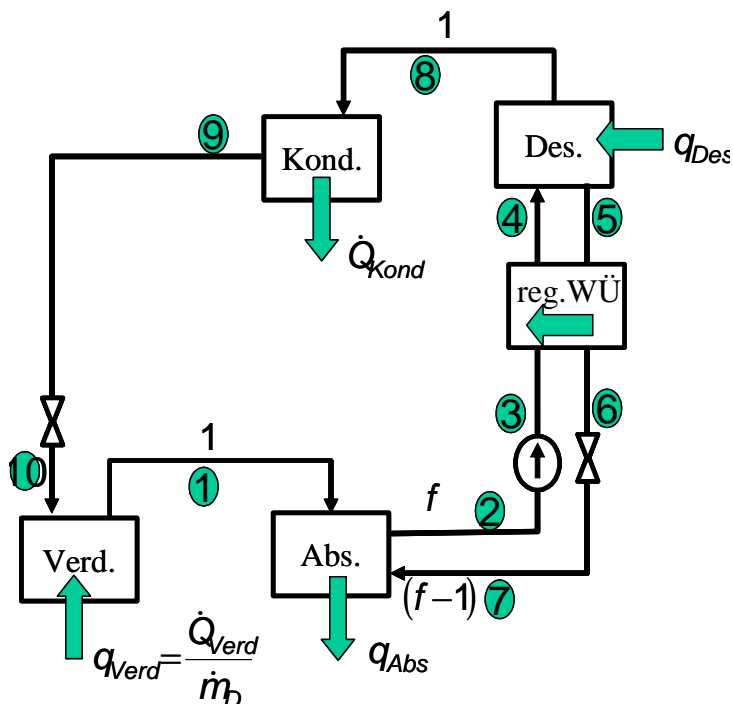 1
8
9
Kond.
Des.
q_Des
Q̇_Kond
4
5
reg.WÜ
3
6
10
1
1
f
2
Verd.
Abs.
(f−1) 7
q_Verd = Q̇_Verd / ṁ_D
q_Abs